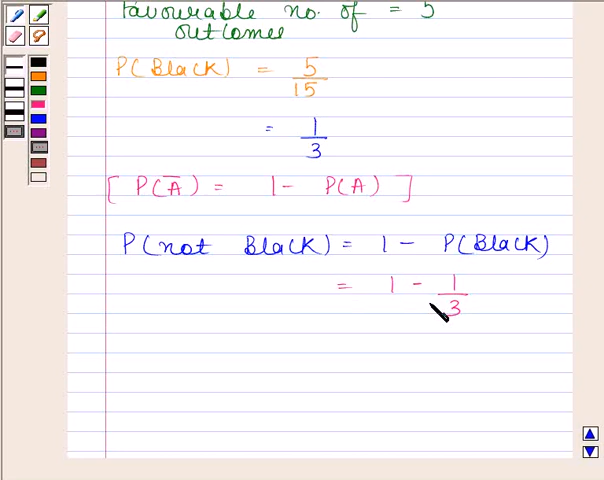 Favourable no. of = 5
outcomes
P(Black) = 5/15
= 1/3
[ P(A̅) = 1 - P(A) ]
P(not Black) = 1 - P(Black)
= 1 - 1/3